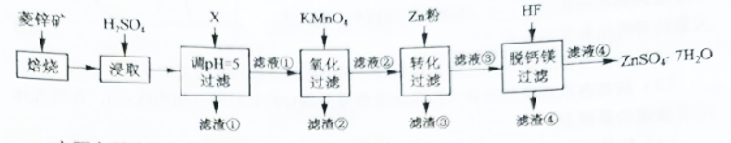 菱锌矿 H₂SO₄ X KMnO₄ Zn粉 HF
焙烧 浸取 调pH=5 过滤 滤液① 氧化 过滤 滤液② 转化 过滤 滤液③ 脱钙镁 过滤 滤液④ ZnSO₄·7H₂O
滤渣① 滤渣② 滤渣③ 滤渣④